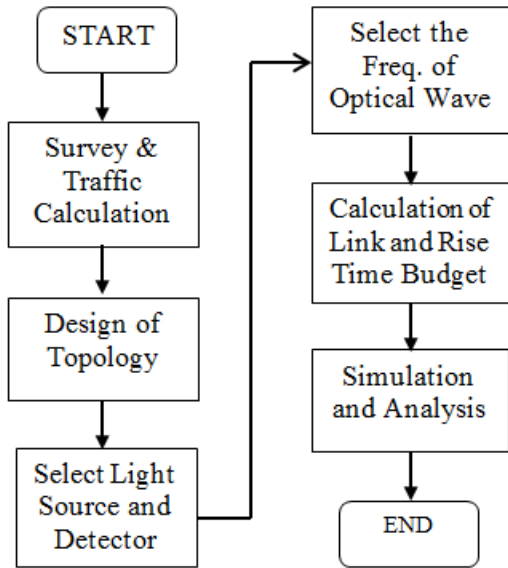 START
Survey &
Traffic
Calculation
Design of
Topology
Select Light
Source and
Detector
Select the
Freq. of
Optical Wave
Calculation of
Link and Rise
Time Budget
Simulation
and Analysis
END